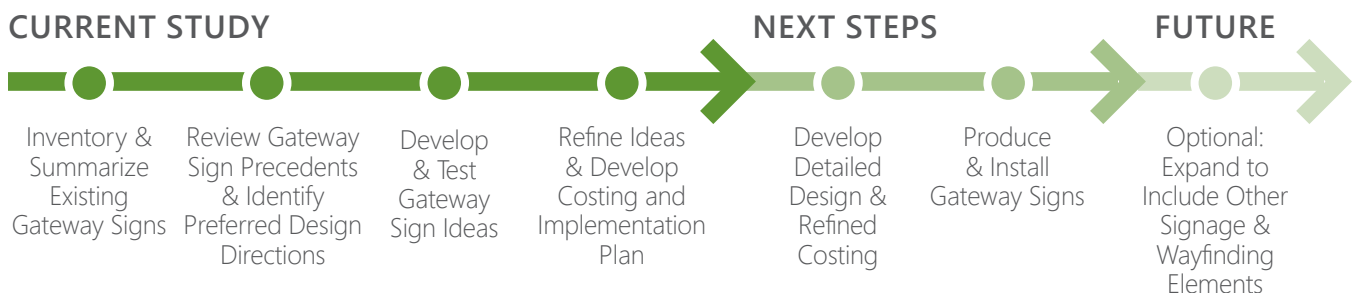 CURRENT STUDY
Inventory &
Summarize
Existing
Gateway Signs
Review Gateway
Sign Precedents
& Identify
Preferred Design
Directions
Develop
& Test
Gateway
Sign Ideas
Refine Ideas
& Develop
Costing and
Implementation
Plan
NEXT STEPS
Develop
Detailed
Design &
Refined
Costing
Produce
& Install
Gateway Signs
FUTURE
Optional:
Expand to
Include Other
Signage &
Wayfinding
Elements